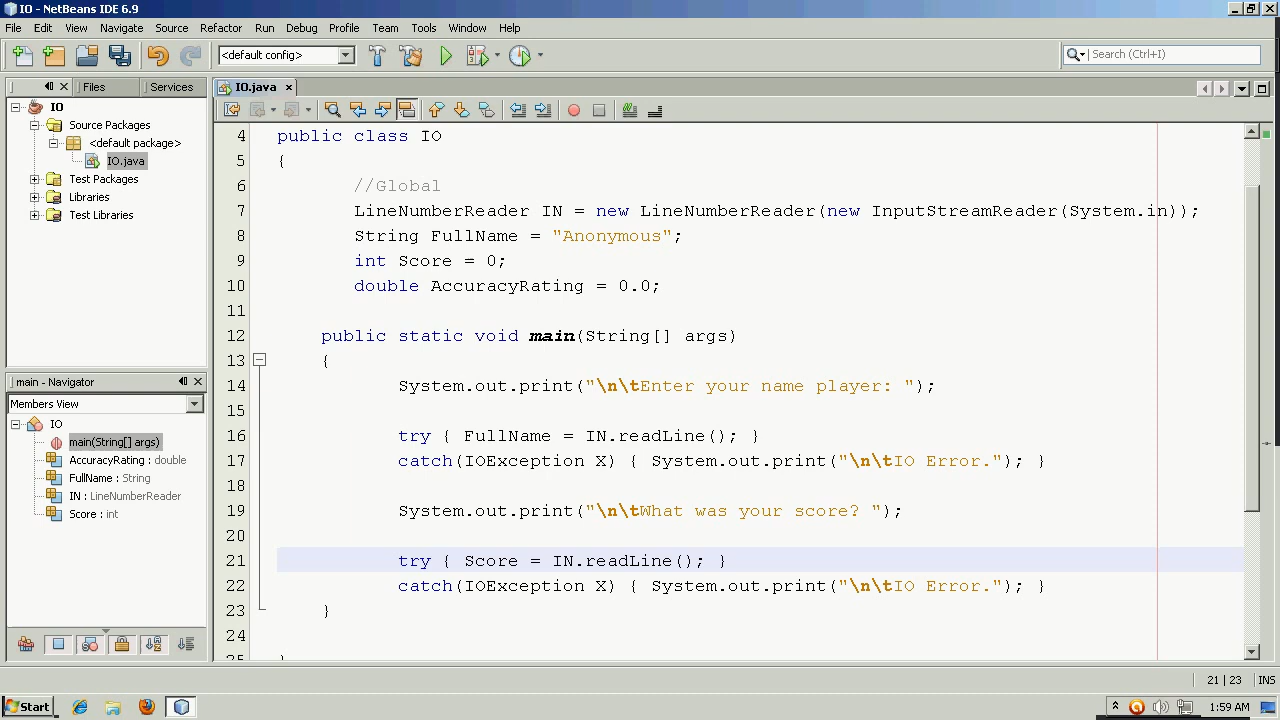 IO - NetBeans IDE 6.9
File Edit View Navigate Source Refactor Run Debug Profile Team Tools Window Help
<default config>
Search (Ctrl+I)
Files Services
IO.java
IO
Source Packages
<default package>
IO.java
Test Packages
Libraries
Test Libraries
main - Navigator
Members View
IO
main(String[] args)
AccuracyRating : double
FullName : String
IN : LineNumberReader
Score : int
4 public class IO
5 {
6 //Global
7 LineNumberReader IN = new LineNumberReader(new InputStreamReader(System.in));
8 String FullName = "Anonymous";
9 int Score = 0;
10 double AccuracyRating = 0.0;
11
12 public static void main(String[] args)
13 {
14 System.out.print("\n\tEnter your name player: ");
15
16 try { FullName = IN.readLine(); }
17 catch(IOException X) { System.out.print("\n\tIO Error."); }
18
19 System.out.print("\n\tWhat was your score? ");
20
21 try { Score = IN.readLine(); }
22 catch(IOException X) { System.out.print("\n\tIO Error."); }
23 }
24
25 }
21 | 23 INS
Start
1:59 AM